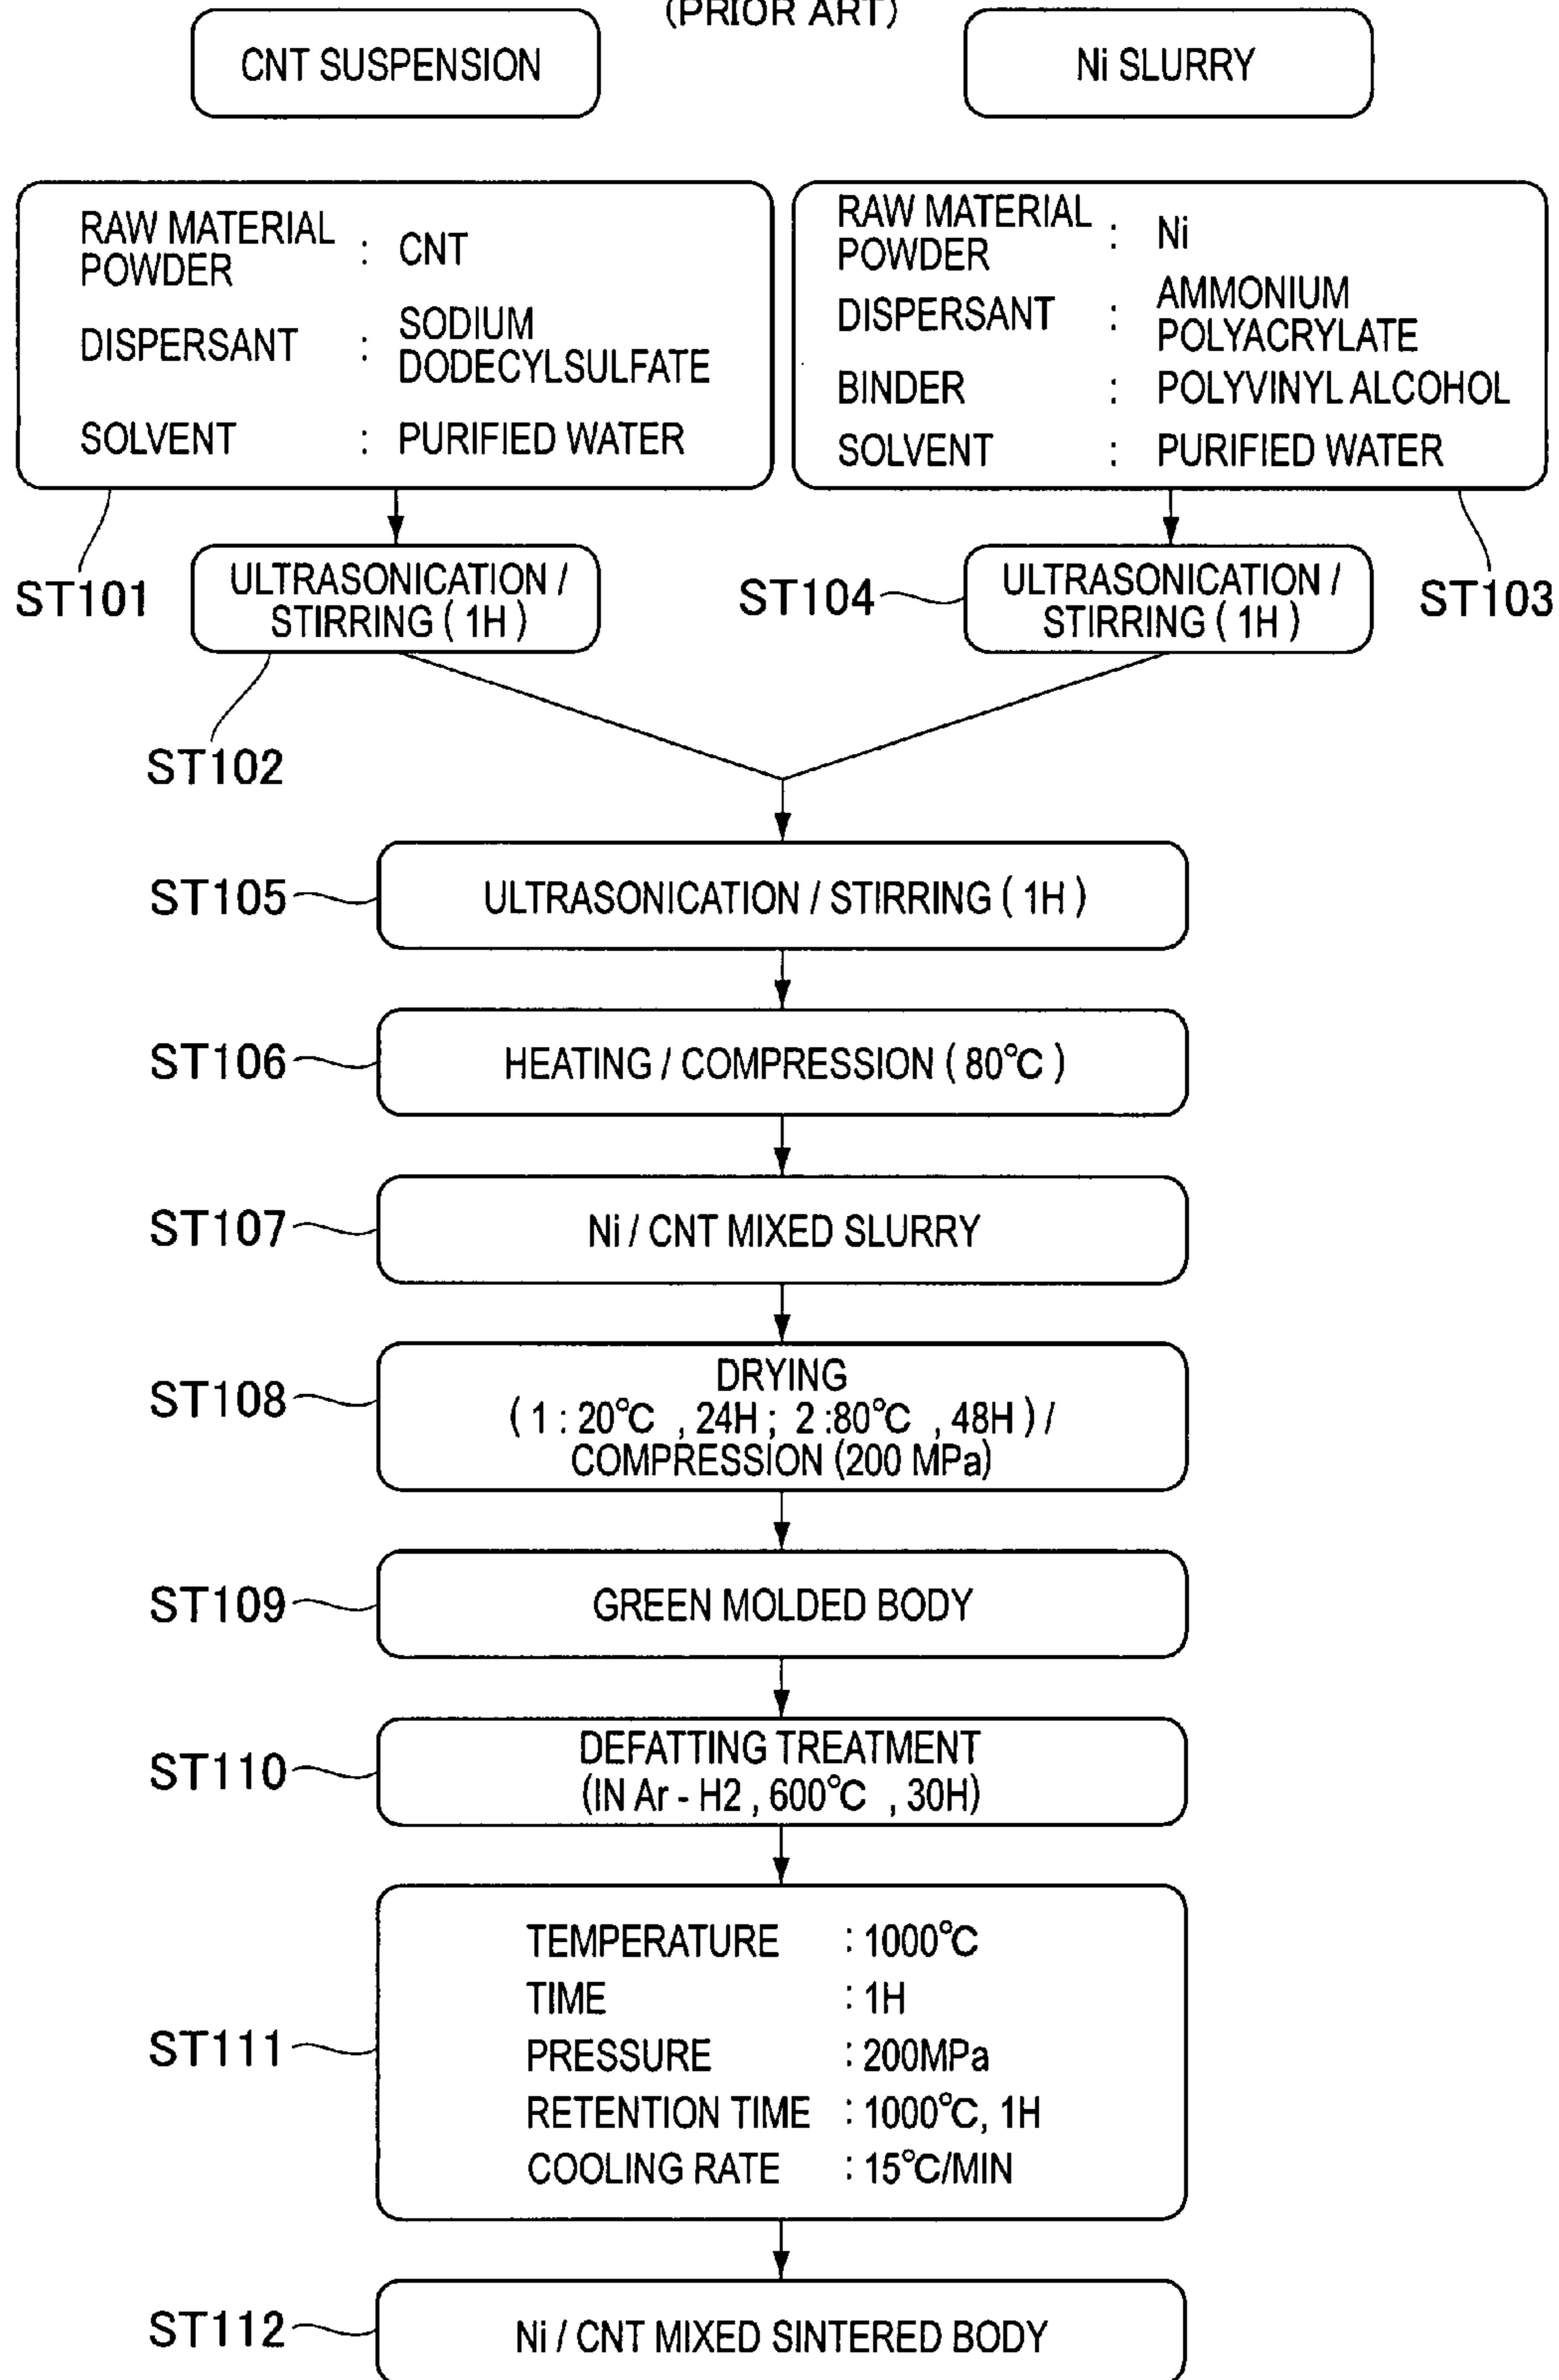 (PRIOR ART)
CNT SUSPENSION
Ni SLURRY
RAW MATERIAL
POWDER : CNT
DISPERSANT : SODIUM
DODECYLSULFATE
SOLVENT : PURIFIED WATER
RAW MATERIAL
POWDER : Ni
DISPERSANT : AMMONIUM
POLYACRYLATE
BINDER : POLYVINYL ALCOHOL
SOLVENT : PURIFIED WATER
ST101
ULTRASONICATION /
STIRRING ( 1H )
ST102
ST104
ULTRASONICATION /
STIRRING ( 1H )
ST103
ST105
ULTRASONICATION / STIRRING ( 1H )
ST106
HEATING / COMPRESSION ( 80°C )
ST107
Ni / CNT MIXED SLURRY
ST108
DRYING
( 1 : 20°C , 24H ; 2 :80°C , 48H ) /
COMPRESSION (200 MPa)
ST109
GREEN MOLDED BODY
ST110
DEFATTING TREATMENT
(IN Ar - H2 , 600°C , 30H)
ST111
TEMPERATURE : 1000°C
TIME : 1H
PRESSURE : 200MPa
RETENTION TIME : 1000°C, 1H
COOLING RATE : 15°C/MIN
ST112
Ni / CNT MIXED SINTERED BODY